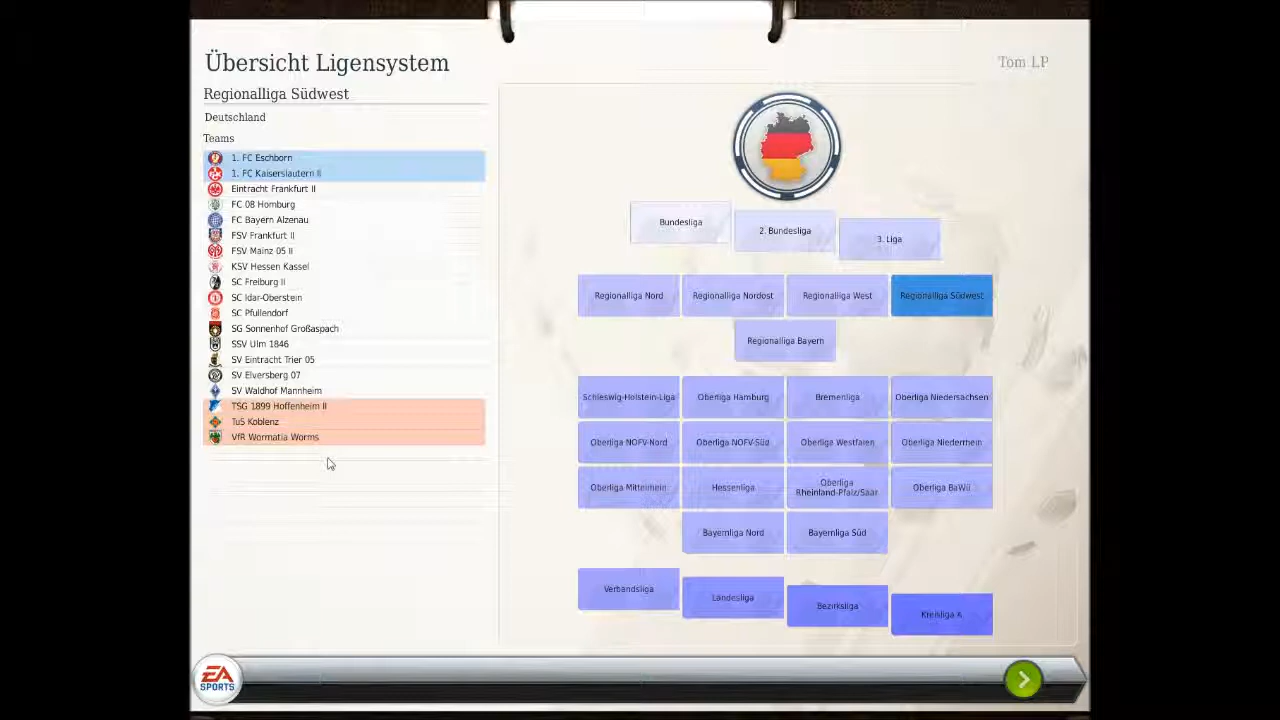 Übersicht Ligensystem
Tom LP
Regionalliga Südwest
Deutschland
Teams
1. FC Eschborn
1. FC Kaiserslautern II
Eintracht Frankfurt II
FC 08 Homburg
FC Bayern Alzenau
FSV Frankfurt II
FSV Mainz 05 II
KSV Hessen Kassel
SC Freiburg II
SC Idar-Oberstein
SC Pfullendorf
SG Sonnenhof Großaspach
SSV Ulm 1846
SV Eintracht Trier 05
SV Elversberg 07
SV Waldhof Mannheim
TSG 1899 Hoffenheim II
TuS Koblenz
VfR Wormatia Worms
Bundesliga
2. Bundesliga
3. Liga
Regionalliga Nord
Regionalliga Nordost
Regionalliga West
Regionalliga Südwest
Regionalliga Bayern
Schleswig-Holstein-Liga
Oberliga Hamburg
Bremenliga
Oberliga Niedersachsen
Oberliga NOFV-Nord
Oberliga NOFV-Süd
Oberliga Westfalen
Oberliga Niederrhein
Oberliga Mittelrhein
Hessenliga
Oberliga
Rheinland-Pfalz/Saar
Oberliga BaWü
Bayernliga Nord
Bayernliga Süd
Verbandsliga
Landesliga
Bezirksliga
Kreisliga A
EA
SPORTS